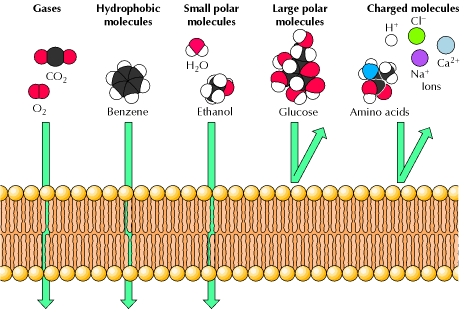 Gases
Hydrophobic
molecules
Small polar
molecules
Large polar
molecules
Charged molecules
CO2
O2
Benzene
H2O
Ethanol
Glucose
Amino acids
H+
Cl−
Na+
Ca2+
Ions